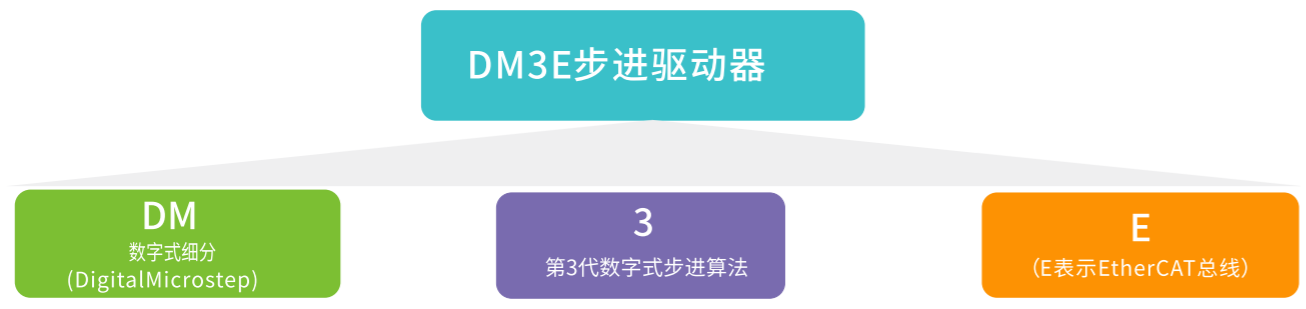 DM3E步进驱动器
DM
数字式细分
(DigitalMicrostep)
3
第3代数字式步进算法
E
（E表示EtherCAT总线）